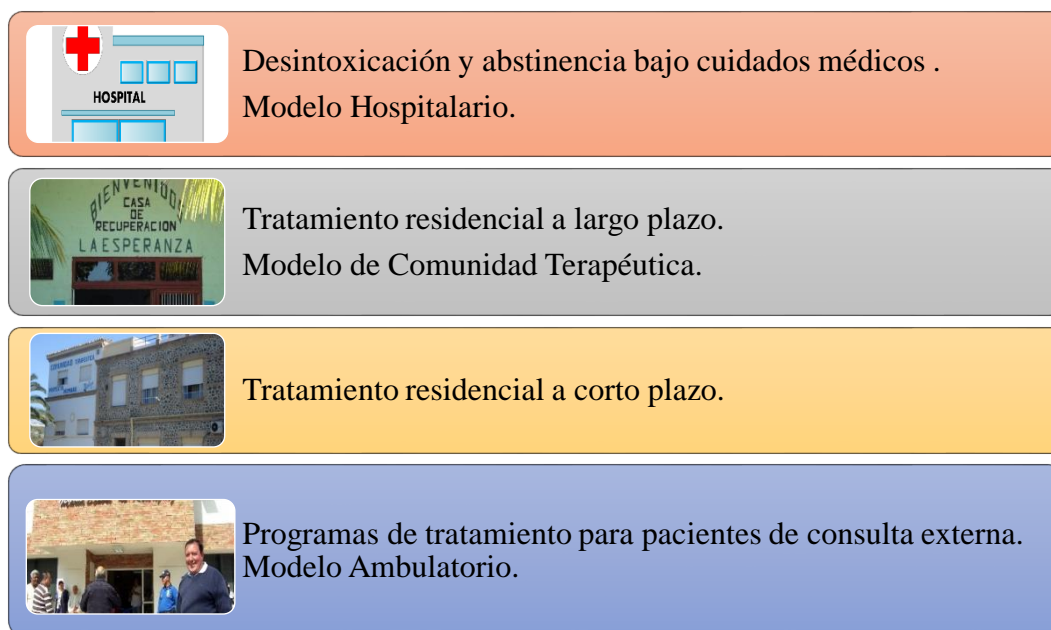 HOSPITAL
Desintoxicación y abstinencia bajo cuidados médicos .
Modelo Hospitalario.
BIENVENIDOS
CASA
DE
RECUPERACION
LA ESPERANZA
Tratamiento residencial a largo plazo.
Modelo de Comunidad Terapéutica.
Tratamiento residencial a corto plazo.
Programas de tratamiento para pacientes de consulta externa.
Modelo Ambulatorio.